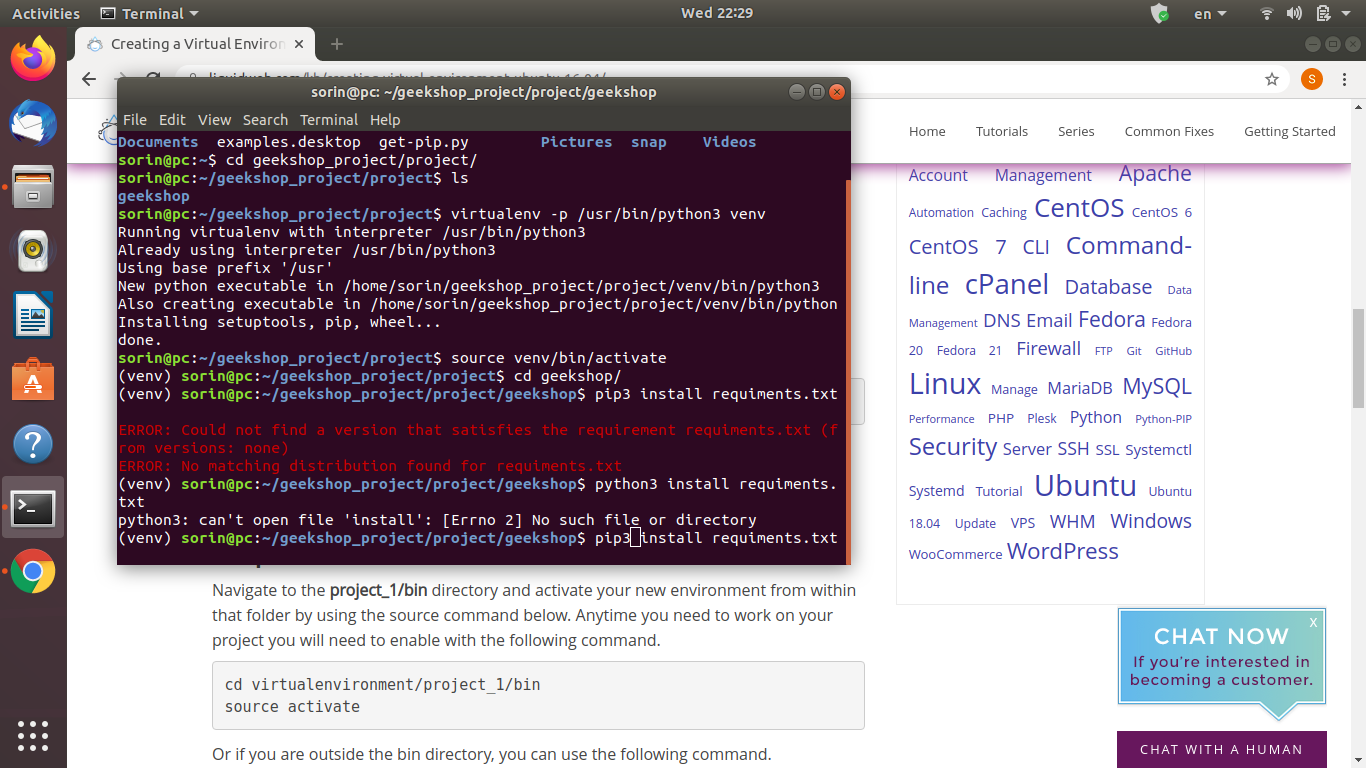 Activities
Terminal
Wed 22:29
en
Creating a Virtual Environ
sorin@pc: ~/geekshop_project/project/geekshop
S
File Edit View Search Terminal Help
Documents examples.desktop get-pip.py Pictures snap Videos
sorin@pc:~$ cd geekshop_project/project/
sorin@pc:~/geekshop_project/project$ ls
geekshop
sorin@pc:~/geekshop_project/project$ virtualenv -p /usr/bin/python3 venv
Running virtualenv with interpreter /usr/bin/python3
Already using interpreter /usr/bin/python3
Using base prefix '/usr'
New python executable in /home/sorin/geekshop_project/project/venv/bin/python3
Also creating executable in /home/sorin/geekshop_project/project/venv/bin/python
Installing setuptools, pip, wheel...
done.
sorin@pc:~/geekshop_project/project$ source venv/bin/activate
(venv) sorin@pc:~/geekshop_project/project$ cd geekshop/
(venv) sorin@pc:~/geekshop_project/project/geekshop$ pip3 install requiments.txt
ERROR: Could not find a version that satisfies the requirement requiments.txt (f
rom versions: none)
ERROR: No matching distribution found for requiments.txt
(venv) sorin@pc:~/geekshop_project/project/geekshop$ python3 install requiments.
txt
python3: can't open file 'install': [Errno 2] No such file or directory
(venv) sorin@pc:~/geekshop_project/project/geekshop$ pip3 install requiments.txt
Home Tutorials Series Common Fixes Getting Started
Account Management Apache
Automation Caching CentOS CentOS 6
CentOS 7 CLI Command-
line cPanel Database Data
Management DNS Email Fedora Fedora
20 Fedora 21 Firewall FTP Git GitHub
Linux Manage MariaDB MySQL
Performance PHP Plesk Python Python-PIP
Security Server SSH SSL Systemctl
Systemd Tutorial Ubuntu Ubuntu
18.04 Update VPS WHM Windows
WooCommerce WordPress
Navigate to the project_1/bin directory and activate your new environment from within
that folder by using the source command below. Anytime you need to work on your
project you will need to enable with the following command.
cd virtualenvironment/project_1/bin
source activate
Or if you are outside the bin directory, you can use the following command.
X
CHAT NOW
If you're interested in
becoming a customer.
CHAT WITH A HUMAN